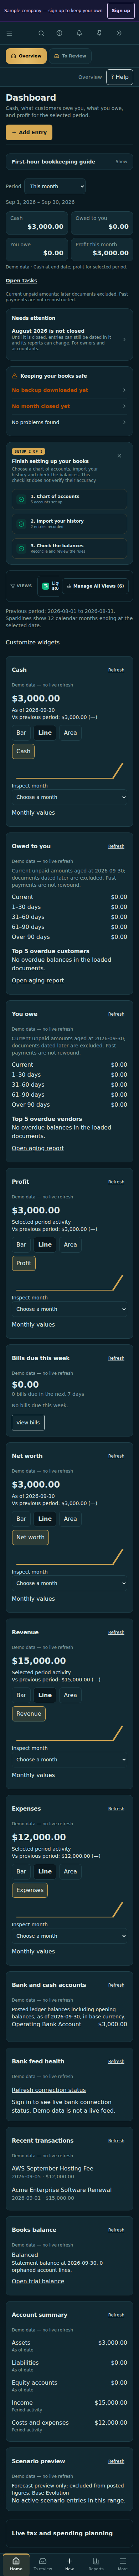 Sample company — sign up to keep your own
Sign up
Overview
To Review
Overview
? Help
Dashboard
Cash, what customers owe you, what you owe,
and profit for the selected period.
+ Add Entry
First-hour bookkeeping guide
Show
Period
This month
Sep 1, 2026 – Sep 30, 2026
Cash
$3,000.00
Owed to you
$0.00
You owe
$0.00
Profit this month
$3,000.00
Demo data · Cash at end date; profit for selected period.
Open tasks
Current unpaid amounts; later documents excluded. Past
payments are not reconstructed.
Needs attention
August 2026 is not closed
Until it is closed, entries can still be dated in it
and its reports can change. For owners and
accountants.
Keeping your books safe
No backup downloaded yet
No month closed yet
No problems found
SETUP 2 OF 3
Finish setting up your books
Choose a chart of accounts, import your
history and check the balances. This
checklist does not verify their accuracy.
1. Chart of accounts
5 accounts set up
2. Import your history
2 entries recorded
3. Check the balances
Reconcile and review the rules
VIEWS
Manage All Views (6)
Previous period: 2026-08-01 to 2026-08-31.
Sparklines show 12 calendar months ending at the
selected date.
Customize widgets
Cash
Refresh
Demo data — no live refresh
$3,000.00
As of 2026-09-30
Vs previous period: $3,000.00 (—)
Bar
Line
Area
Cash
Inspect month
Choose a month
Monthly values
Owed to you
Refresh
Demo data — no live refresh
Current unpaid amounts aged at 2026-09-30;
documents dated later are excluded. Past
payments are not rewound.
Current
$0.00
1–30 days
$0.00
31–60 days
$0.00
61–90 days
$0.00
Over 90 days
$0.00
Top 5 overdue customers
No overdue balances in the loaded
documents.
Open aging report
You owe
Refresh
Demo data — no live refresh
Current unpaid amounts aged at 2026-09-30;
documents dated later are excluded. Past
payments are not rewound.
Current
$0.00
1–30 days
$0.00
31–60 days
$0.00
61–90 days
$0.00
Over 90 days
$0.00
Top 5 overdue vendors
No overdue balances in the loaded
documents.
Open aging report
Profit
Refresh
Demo data — no live refresh
$3,000.00
Selected period activity
Vs previous period: $3,000.00 (—)
Bar
Line
Area
Profit
Inspect month
Choose a month
Monthly values
Bills due this week
Refresh
Demo data — no live refresh
$0.00
0 bills due in the next 7 days
No bills due this week.
View bills
Net worth
Refresh
Demo data — no live refresh
$3,000.00
As of 2026-09-30
Vs previous period: $3,000.00 (—)
Bar
Line
Area
Net worth
Inspect month
Choose a month
Monthly values
Revenue
Refresh
Demo data — no live refresh
$15,000.00
Selected period activity
Vs previous period: $15,000.00 (—)
Bar
Line
Area
Revenue
Inspect month
Choose a month
Monthly values
Expenses
Refresh
Demo data — no live refresh
$12,000.00
Selected period activity
Vs previous period: $12,000.00 (—)
Bar
Line
Area
Expenses
Inspect month
Choose a month
Monthly values
Bank and cash accounts
Refresh
Demo data — no live refresh
Posted ledger balances including opening
balances, as of 2026-09-30, in base currency.
Operating Bank Account
$3,000.00
Bank feed health
Refresh
Demo data — no live refresh
Refresh connection status
Sign in to see live bank connection
status. Demo data is not a live feed.
Recent transactions
Refresh
Demo data — no live refresh
AWS September Hosting Fee
2026-09-05 · $12,000.00
Acme Enterprise Software Renewal
2026-09-01 · $15,000.00
Books balance
Refresh
Demo data — no live refresh
Balanced
Statement balance at 2026-09-30. 0
orphaned account lines.
Open trial balance
Account summary
Refresh
Demo data — no live refresh
Assets
$3,000.00
As of date
Liabilities
$0.00
As of date
Equity accounts
$0.00
As of date
Income
$15,000.00
Period activity
Costs and expenses
$12,000.00
Period activity
Scenario preview
Refresh
Demo data — no live refresh
Forecast preview only; excluded from posted
figures. Base Evolution
No active scenario entries in this range.
Live tax and spending planning
Home
To review
New
Reports
More